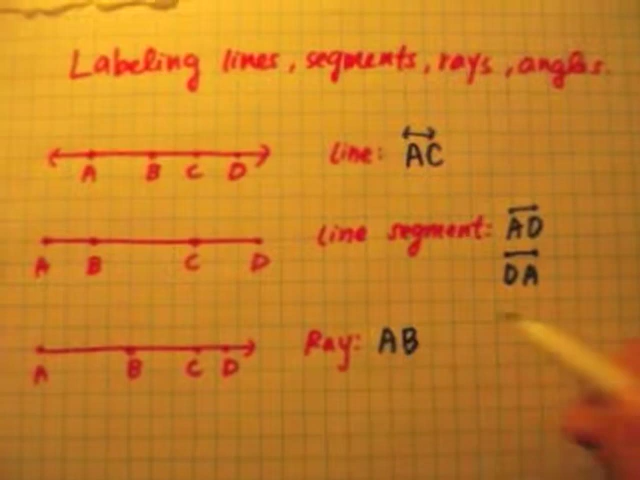 Labeling lines, segments, rays, angles
A B C D
line: AC
A B C D
line segment: AD
DA
A B C D
Ray: AB